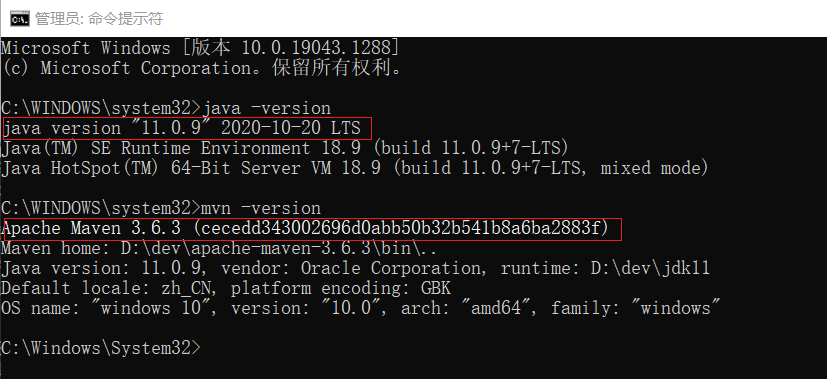 管理员: 命令提示符
Microsoft Windows [版本 10.0.19043.1288]
(c) Microsoft Corporation。保留所有权利。
C:\WINDOWS\system32>java -version
java version "11.0.9" 2020-10-20 LTS
Java(TM) SE Runtime Environment 18.9 (build 11.0.9+7-LTS)
Java HotSpot(TM) 64-Bit Server VM 18.9 (build 11.0.9+7-LTS, mixed mode)
C:\WINDOWS\system32>mvn -version
Apache Maven 3.6.3 (cecedd343002696d0abb50b32b541b8a6ba2883f)
Maven home: D:\dev\apache-maven-3.6.3\bin\..
Java version: 11.0.9, vendor: Oracle Corporation, runtime: D:\dev\jdk11
Default locale: zh_CN, platform encoding: GBK
OS name: "windows 10", version: "10.0", arch: "amd64", family: "windows"
C:\Windows\System32>